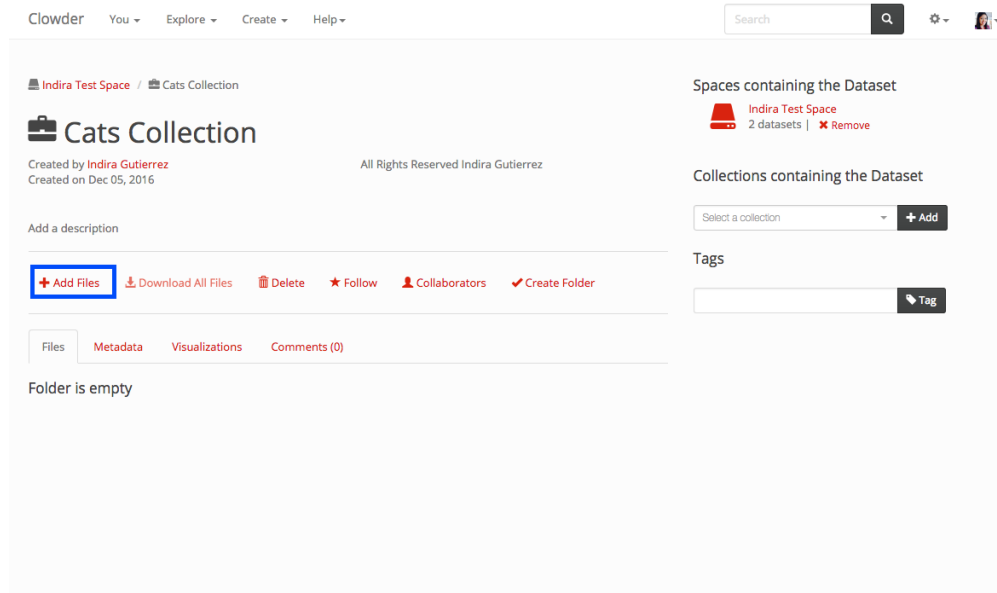 Clowder You Explore Create Help Search
Indira Test Space / Cats Collection
Cats Collection
Created by Indira Gutierrez All Rights Reserved Indira Gutierrez
Created on Dec 05, 2016
Add a description
Add Files Download All Files Delete Follow Collaborators Create Folder
Files Metadata Visualizations Comments (0)
Folder is empty
Spaces containing the Dataset
Indira Test Space
2 datasets | Remove
Collections containing the Dataset
Select a collection Add
Tags
Tag